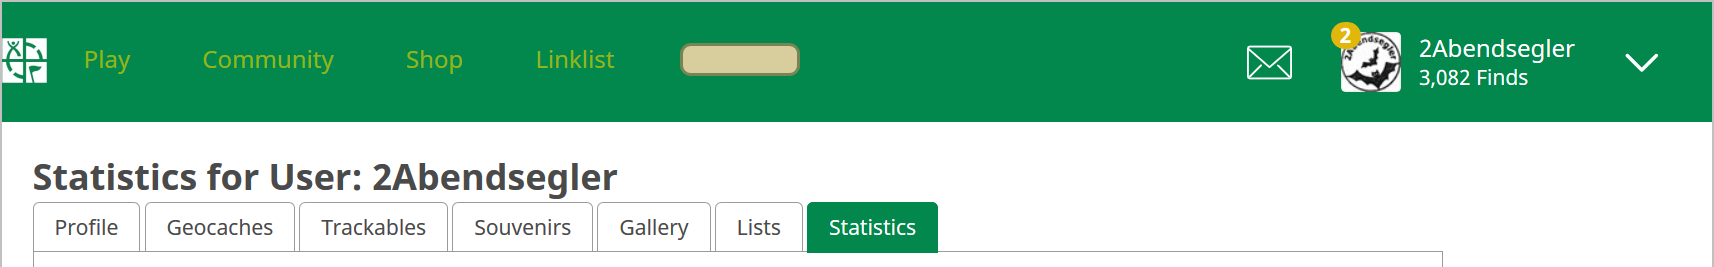 Play Community Shop Linklist
2
2Abendsegler
3,082 Finds
Statistics for User: 2Abendsegler
Profile Geocaches Trackables Souvenirs Gallery Lists Statistics